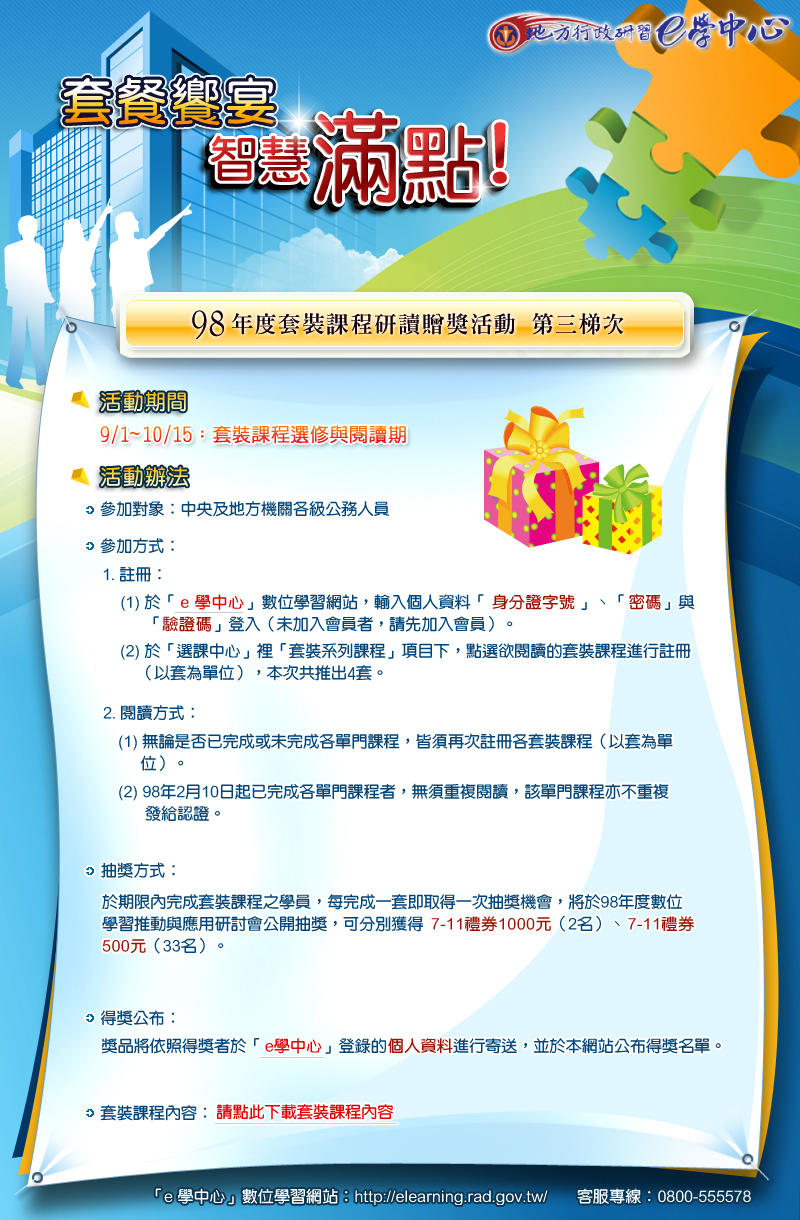 地方行政研習e學中心
套餐饗宴
智慧滿點!
98年度套裝課程研讀贈獎活動 第三梯次
活動期間
9/1~10/15：套裝課程選修與閱讀期
活動辦法
參加對象：中央及地方機關各級公務人員
參加方式：
1. 註冊：
(1) 於「e 學中心」數位學習網站，輸入個人資料「 身分證字號 」、「密碼」與
「驗證碼」登入（未加入會員者，請先加入會員）。
(2) 於「選課中心」裡「套裝系列課程」項目下，點選欲閱讀的套裝課程進行註冊
（以套為單位），本次共推出4套。
2. 閱讀方式：
(1) 無論是否已完成或未完成各單門課程，皆須再次註冊各套裝課程（以套為單
位）。
(2) 98年2月10日起已完成各單門課程者，無須重複閱讀，該單門課程亦不重複
發給認證。
抽獎方式：
於期限內完成套裝課程之學員，每完成一套即取得一次抽獎機會，將於98年度數位
學習推動與應用研討會公開抽獎，可分別獲得 7-11禮券1000元（2名）、7-11禮券
500元（33名）。
得獎公布：
獎品將依照得獎者於「e學中心」登錄的個人資料進行寄送，並於本網站公布得獎名單。
套裝課程內容：請點此下載套裝課程內容
「e 學中心」數位學習網站：http://elearning.rad.gov.tw/ 客服專線：0800-555578